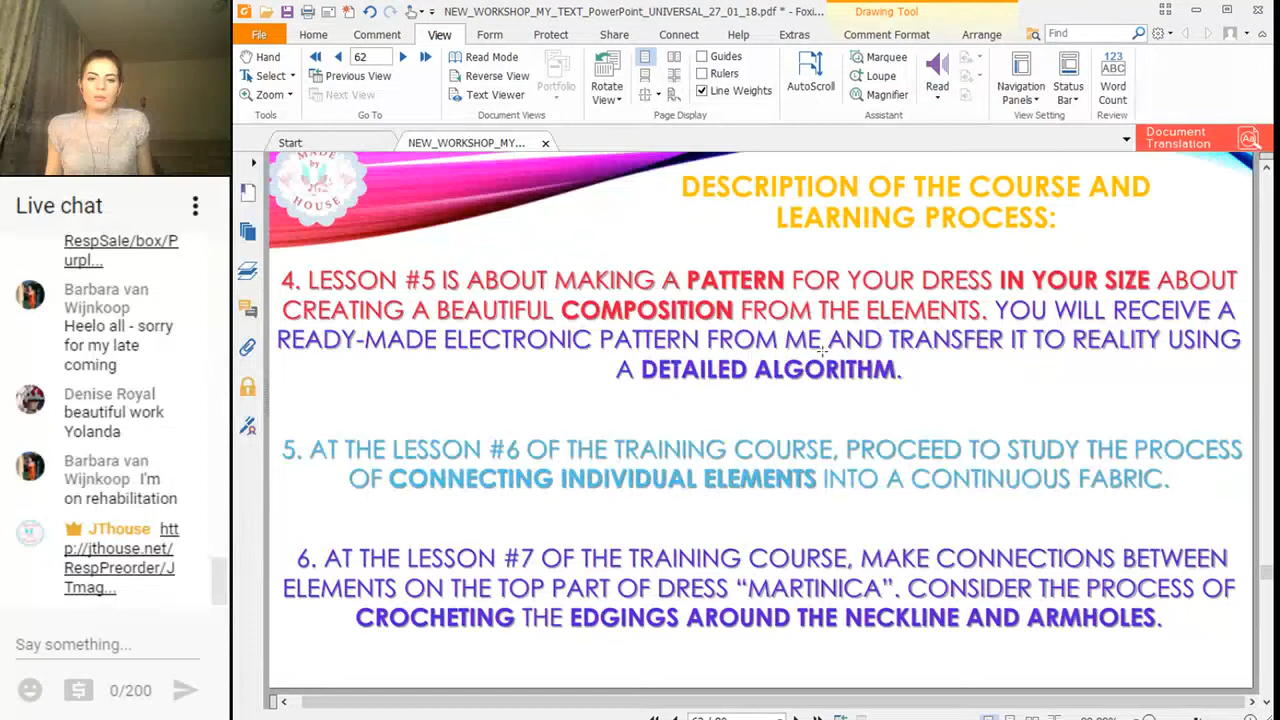 NEW_WORKSHOP_MY_TEXT_PowerPoint_UNIVERSAL_27_01_18.pdf * - Foxi...
Drawing Tool
File Home Comment View Form Protect Share Connect Help Extras Comment Format Arrange Find
Hand 62 Read Mode Guides Marquee 123
Select Previous View Reverse View Rulers Loupe ABC
Zoom Next View Text Viewer Portfolio Rotate View Line Weights AutoScroll Magnifier Read Navigation Panels Status Bar Word Count
Tools Go To Document Views Page Display Assistant View Setting Review
Start NEW_WORKSHOP_MY... Document Translation
Live chat
RespSale/box/P
urpl...
Barbara van
Wijnkoop
Heelo all - sorry
for my late
coming
Denise Royal
beautiful work
Yolanda
Barbara van
Wijnkoop I'm
on rehabilitation
JThouse htt
p://jthouse.net/
RespPreorder/J
Tmag...
Say something...
0/200
MADE
by
HOUSE
DESCRIPTION OF THE COURSE AND
LEARNING PROCESS:
4. LESSON #5 IS ABOUT MAKING A PATTERN FOR YOUR DRESS IN YOUR SIZE ABOUT
CREATING A BEAUTIFUL COMPOSITION FROM THE ELEMENTS. YOU WILL RECEIVE A
READY-MADE ELECTRONIC PATTERN FROM ME AND TRANSFER IT TO REALITY USING
A DETAILED ALGORITHM.
5. AT THE LESSON #6 OF THE TRAINING COURSE, PROCEED TO STUDY THE PROCESS
OF CONNECTING INDIVIDUAL ELEMENTS INTO A CONTINUOUS FABRIC.
6. AT THE LESSON #7 OF THE TRAINING COURSE, MAKE CONNECTIONS BETWEEN
ELEMENTS ON THE TOP PART OF DRESS “MARTINICA”. CONSIDER THE PROCESS OF
CROCHETING THE EDGINGS AROUND THE NECKLINE AND ARMHOLES.